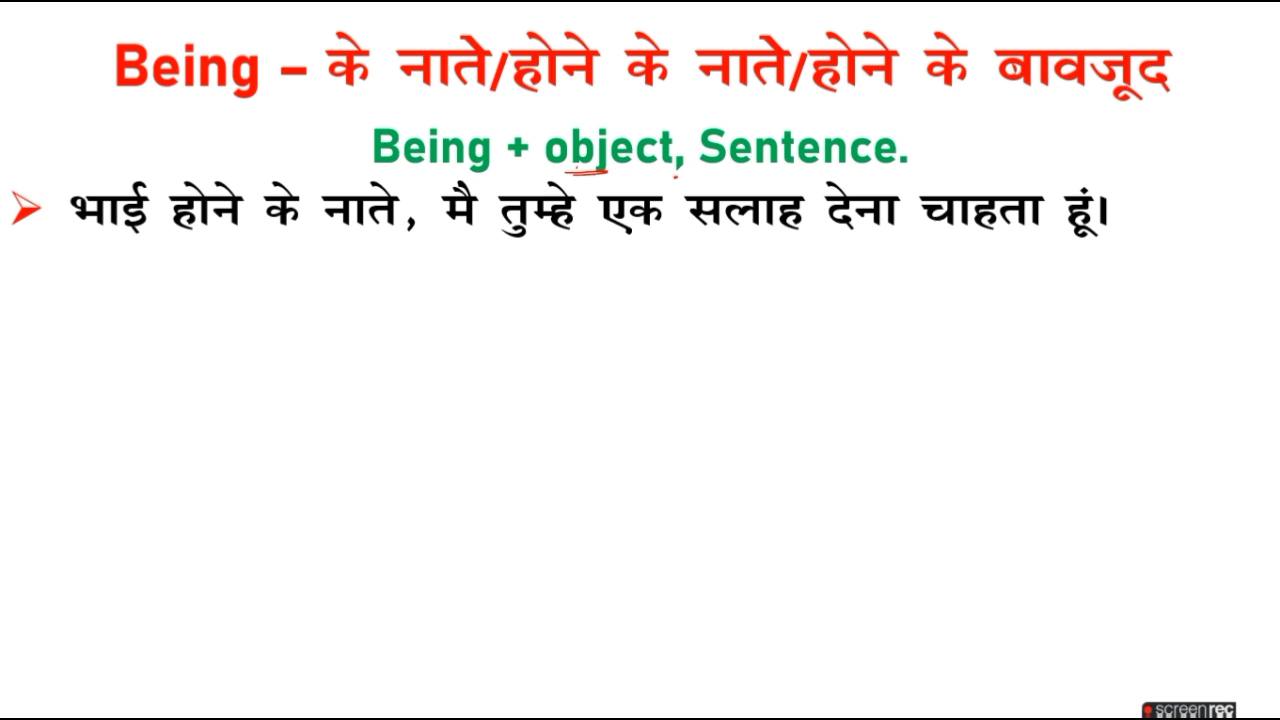 Being – के नाते/होने के नाते/होने के बावजूद
Being + object, Sentence.
➢ भाई होने के नाते, मै तुम्हे एक सलाह देना चाहता हूं।
screenrec